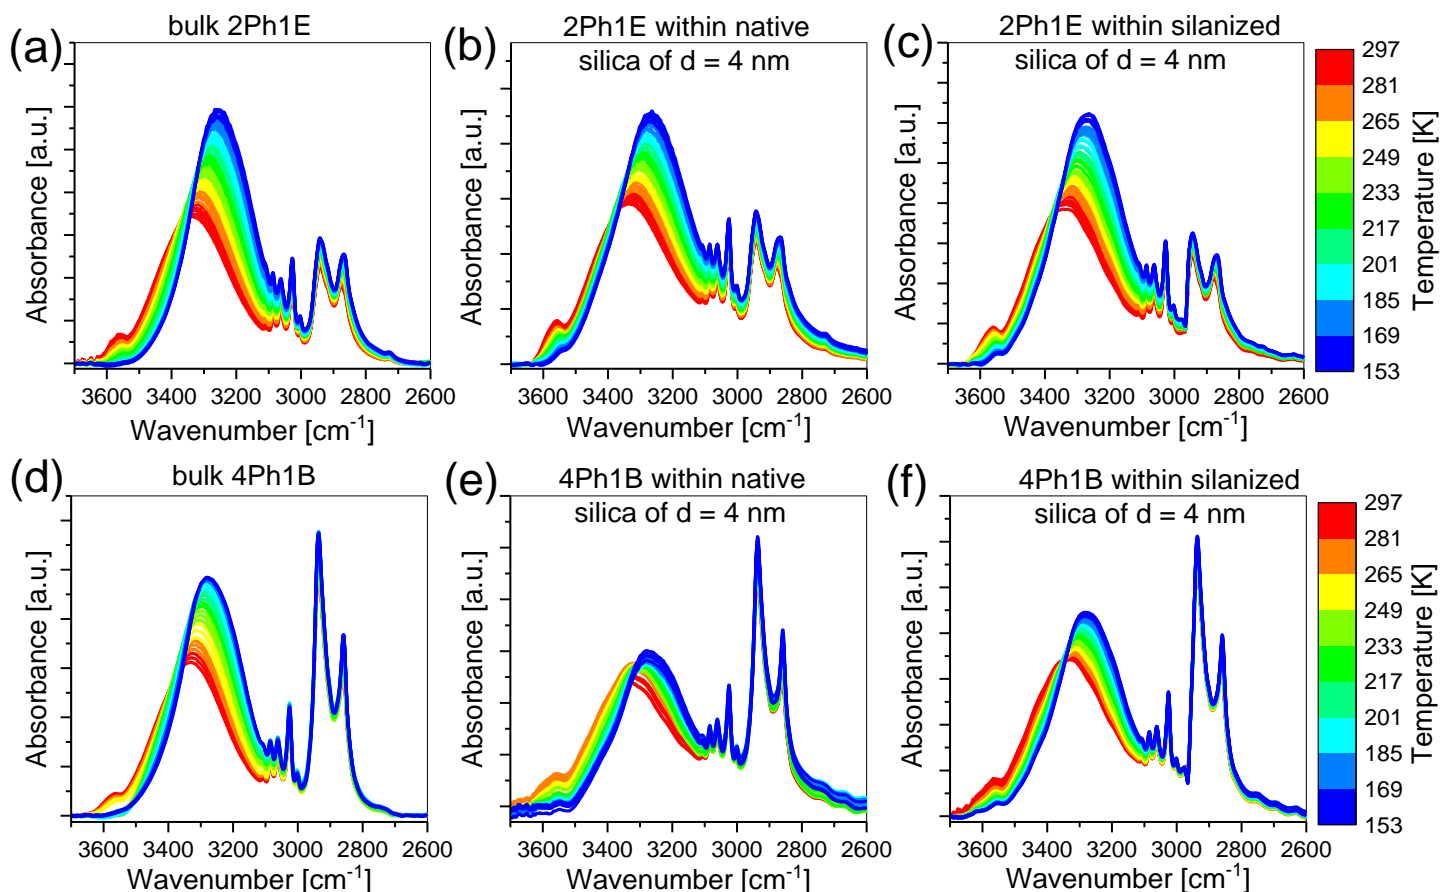 (a)
bulk 2Ph1E
Absorbance [a.u.]
3600 3400 3200 3000 2800 2600
Wavenumber [cm⁻¹]
(b)
2Ph1E within native
silica of d = 4 nm
Absorbance [a.u.]
3600 3400 3200 3000 2800 2600
Wavenumber [cm⁻¹]
(c)
2Ph1E within silanized
silica of d = 4 nm
Absorbance [a.u.]
3600 3400 3200 3000 2800 2600
Wavenumber [cm⁻¹]
297
281
265
249
233
217
201
185
169
153
Temperature [K]
(d)
bulk 4Ph1B
Absorbance [a.u.]
3600 3400 3200 3000 2800 2600
Wavenumber [cm⁻¹]
(e)
4Ph1B within native
silica of d = 4 nm
Absorbance [a.u.]
3600 3400 3200 3000 2800 2600
Wavenumber [cm⁻¹]
(f)
4Ph1B within silanized
silica of d = 4 nm
Absorbance [a.u.]
3600 3400 3200 3000 2800 2600
Wavenumber [cm⁻¹]
297
281
265
249
233
217
201
185
169
153
Temperature [K]